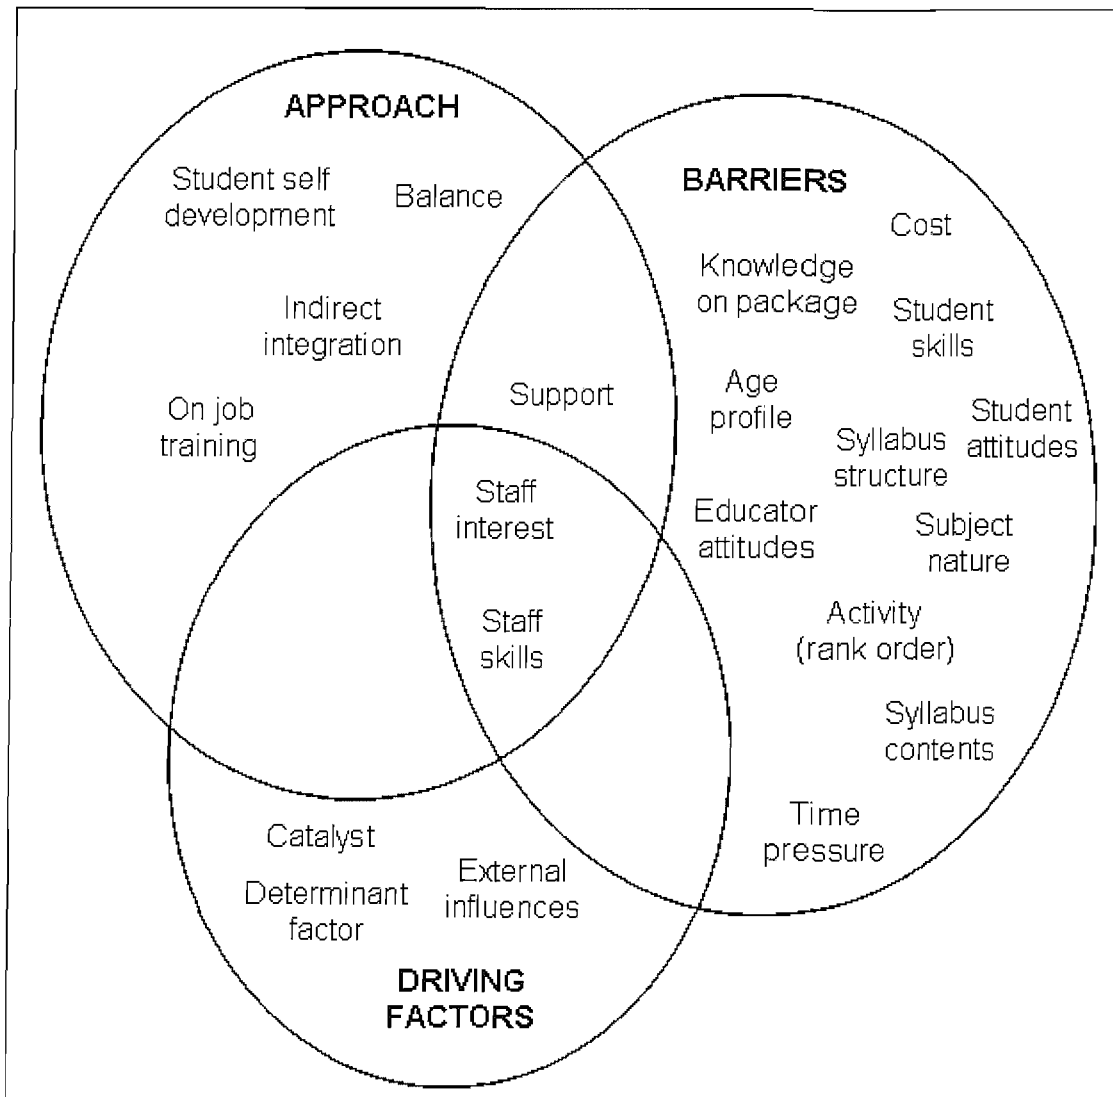 APPROACH
Student self
development
Balance
Indirect
integration
On job
training
Support
Staff
interest
Staff
skills
BARRIERS
Cost
Knowledge
on package
Student
skills
Age
profile
Student
attitudes
Syllabus
structure
Educator
attitudes
Subject
nature
Activity
(rank order)
Syllabus
contents
Time
pressure
Catalyst
External
influences
Determinant
factor
DRIVING
FACTORS